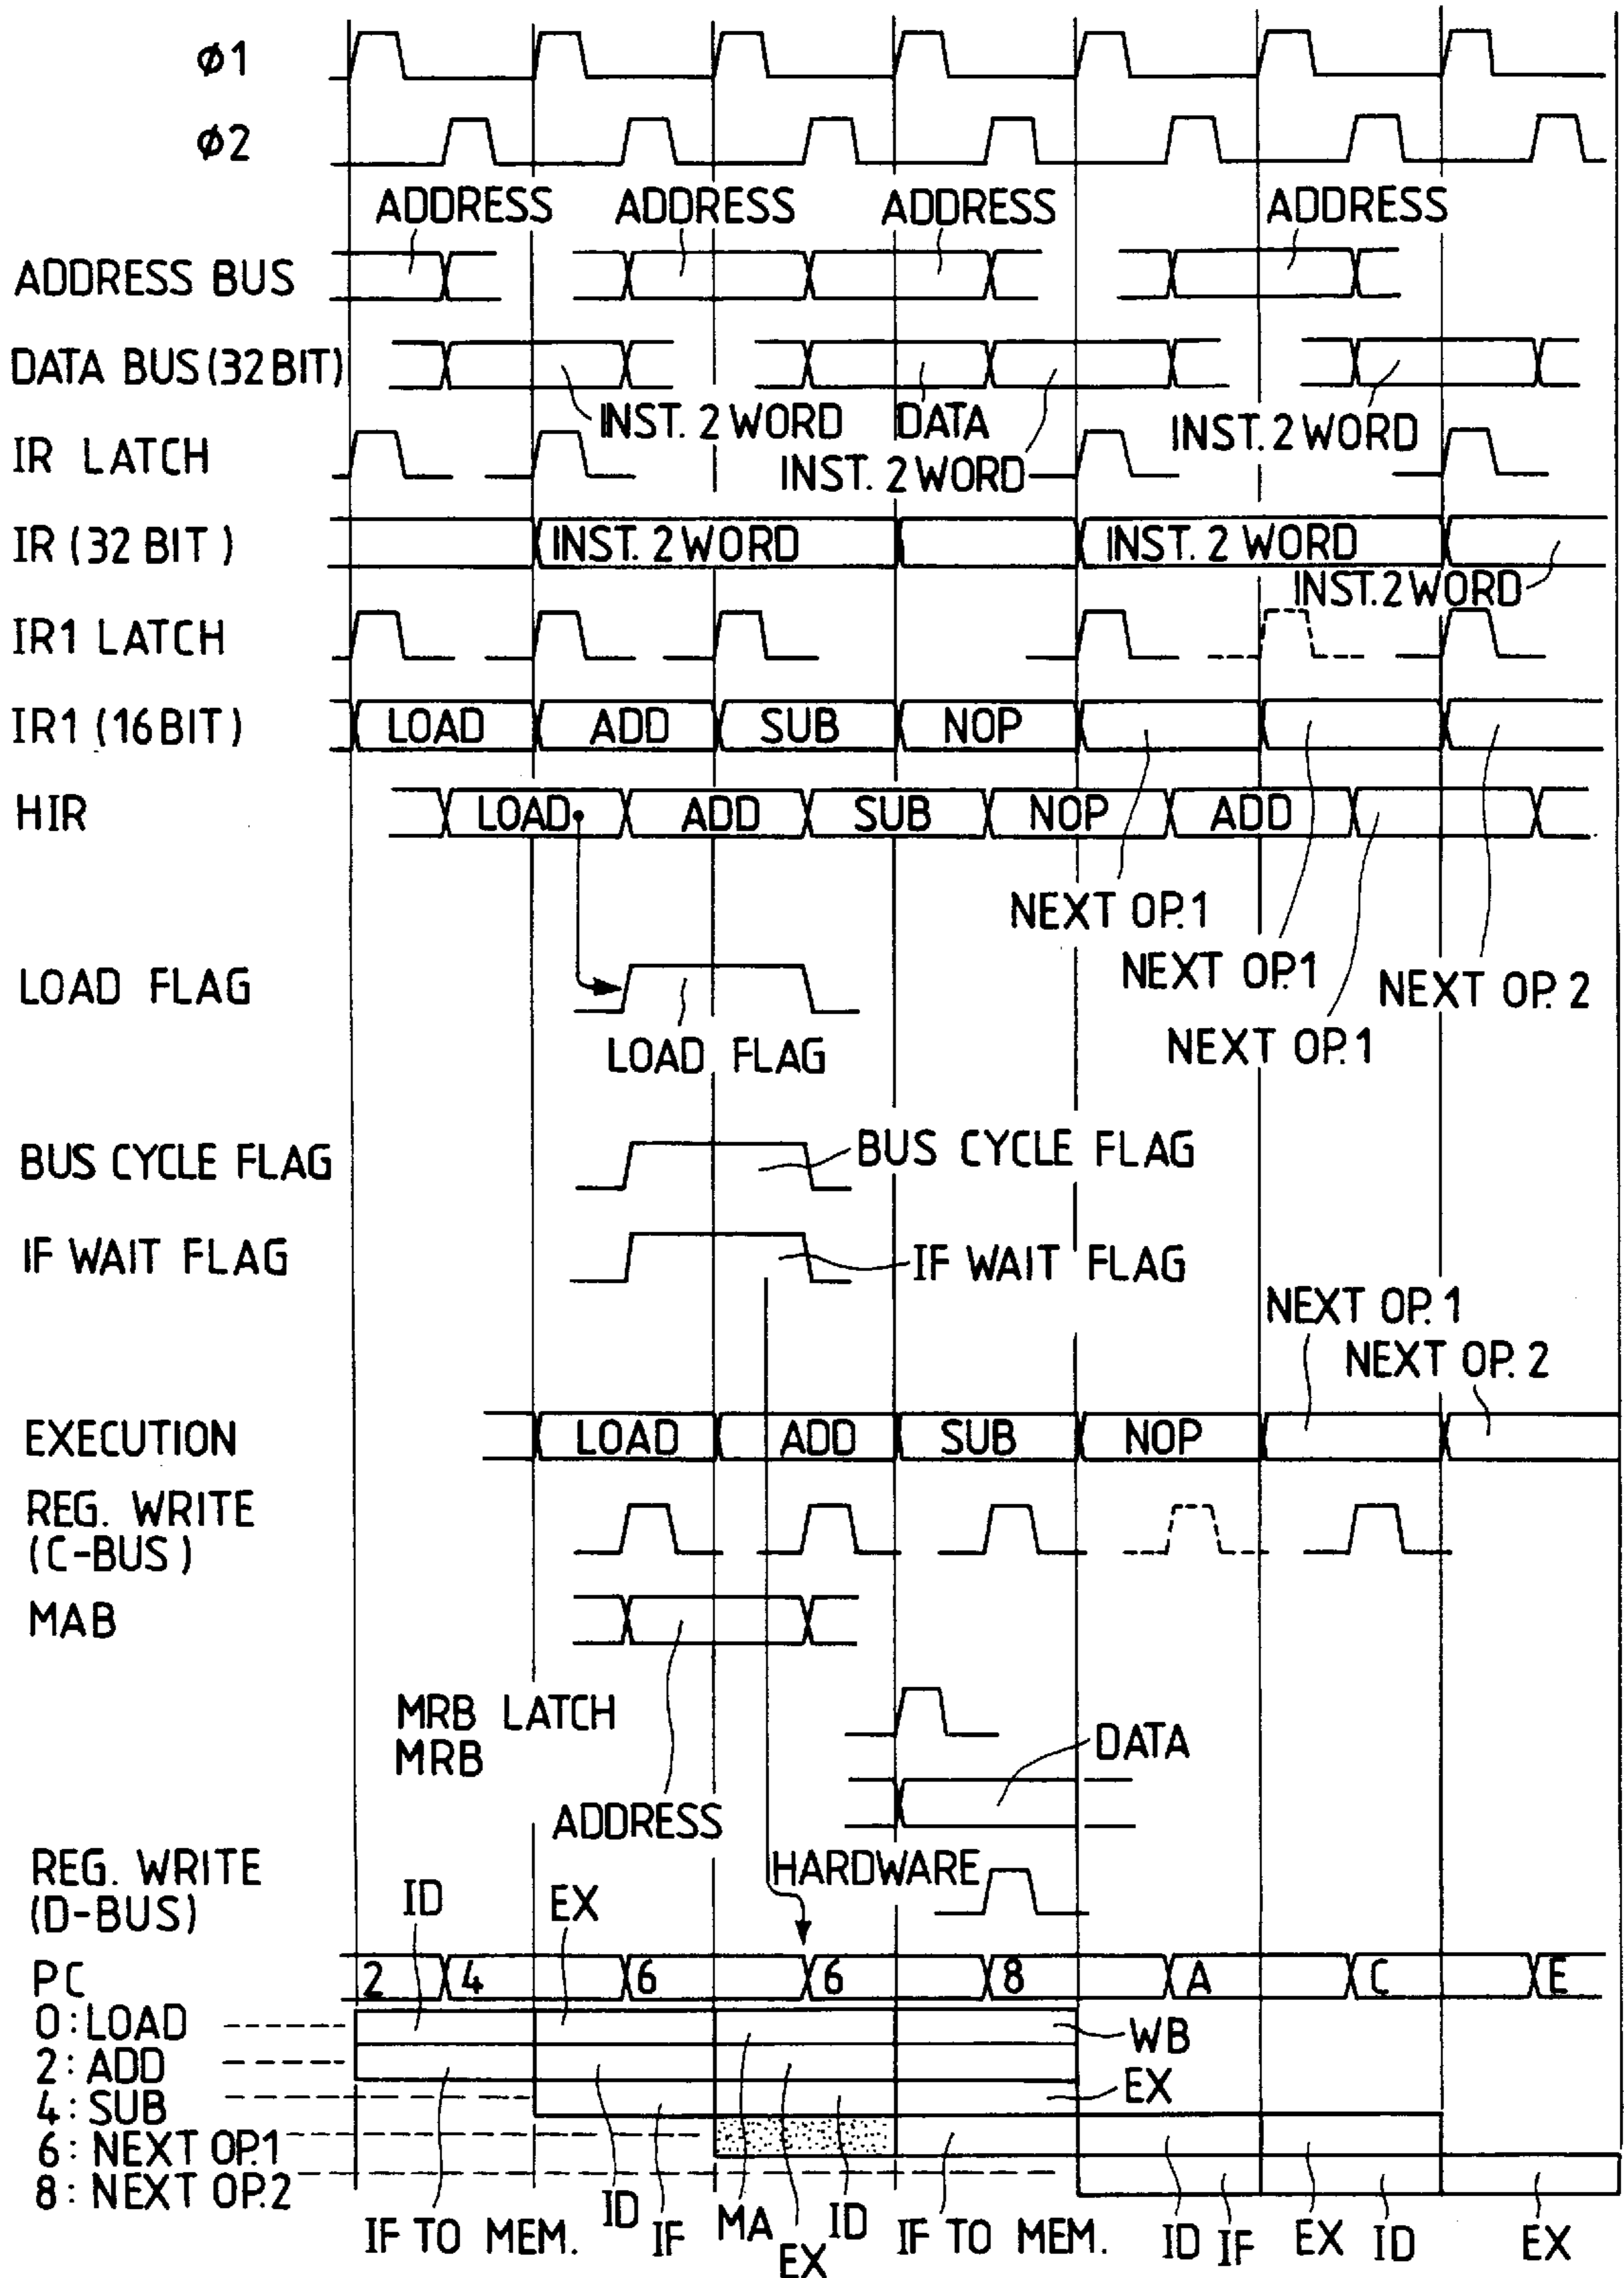 ø1
ø2
ADDRESS ADDRESS ADDRESS ADDRESS
ADDRESS BUS
DATA BUS (32 BIT)
INST. 2 WORD DATA INST. 2 WORD
IR LATCH
INST. 2 WORD
IR (32 BIT) INST. 2 WORD INST. 2 WORD
INST. 2 WORD
IR1 LATCH
IR1 (16 BIT) LOAD ADD SUB NOP
HIR LOAD ADD SUB NOP ADD
NEXT OP. 1
NEXT OP. 1
NEXT OP. 2
LOAD FLAG
NEXT OP. 1
LOAD FLAG
BUS CYCLE FLAG BUS CYCLE FLAG
IF WAIT FLAG IF WAIT FLAG
NEXT OP. 1
NEXT OP. 2
EXECUTION LOAD ADD SUB NOP
REG. WRITE
(C-BUS)
MAB
MRB LATCH
MRB
DATA
ADDRESS
REG. WRITE
(D-BUS)
HARDWARE
ID EX
PC 2 4 6 6 8 A C E
0: LOAD WB
2: ADD
4: SUB EX
6: NEXT OP.1
8: NEXT OP.2
IF TO MEM. ID IF MA EX ID IF TO MEM. ID IF EX ID EX